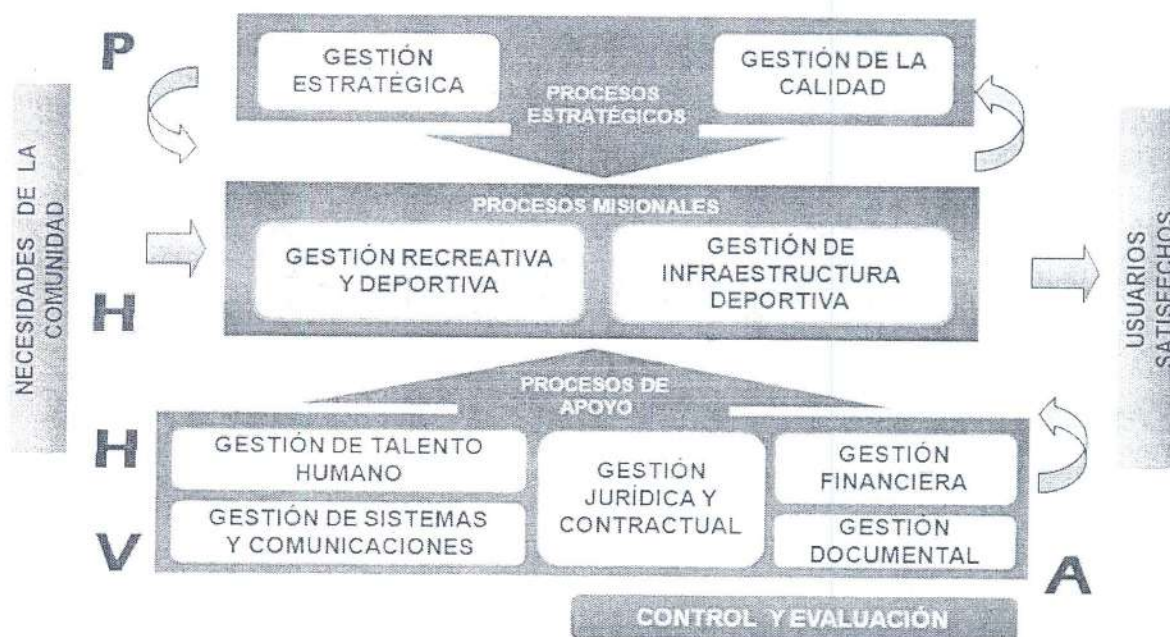 P
GESTIÓN
ESTRATÉGICA
PROCESOS
ESTRATÉGICOS
GESTIÓN DE LA
CALIDAD
NECESIDADES DE LA
COMUNIDAD
PROCESOS MISIONALES
GESTIÓN RECREATIVA
Y DEPORTIVA
GESTIÓN DE
INFRAESTRUCTURA
DEPORTIVA
H
USUARIOS
SATISFECHOS
PROCESOS DE
APOYO
H
GESTIÓN DE TALENTO
HUMANO
GESTIÓN
JURÍDICA Y
CONTRACTUAL
GESTIÓN
FINANCIERA
V
GESTIÓN DE SISTEMAS
Y COMUNICACIONES
GESTIÓN
DOCUMENTAL
A
CONTROL Y EVALUACIÓN